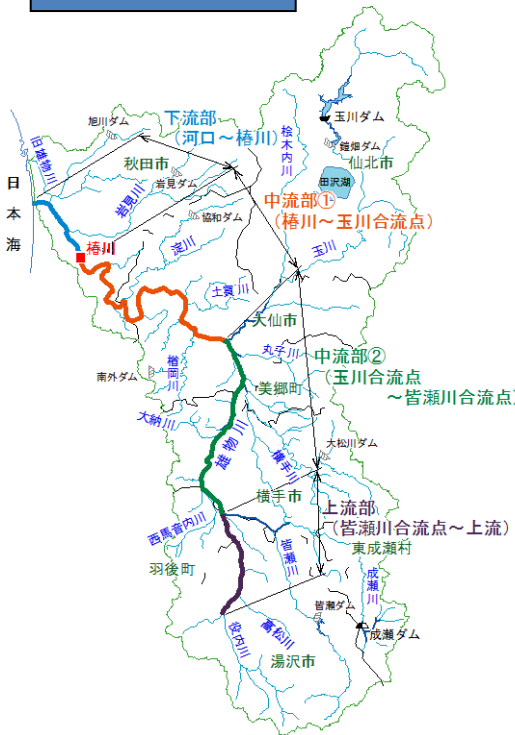 旭川ダム
下流部
(河口～椿川)
旧雄物川
秋田市
岩見ダム
岩見川
桧木内川
玉川ダム
鎧畑ダム
仙北市
田沢湖
日本海
協和ダム
中流部①
(椿川～玉川合流点)
椿川
淀川
玉川
土買川
大仙市
丸子川
中流部②
(玉川合流点
～皆瀬川合流点)
南外ダム
楢岡川
美郷町
大納川
雄物川
横手川
大松川ダム
横手市
上流部
(皆瀬川合流点～上流)
西馬音内川
皆瀬川
東成瀬村
羽後町
成瀬川
皆瀬ダム
成瀬ダム
役内川
高松川
湯沢市